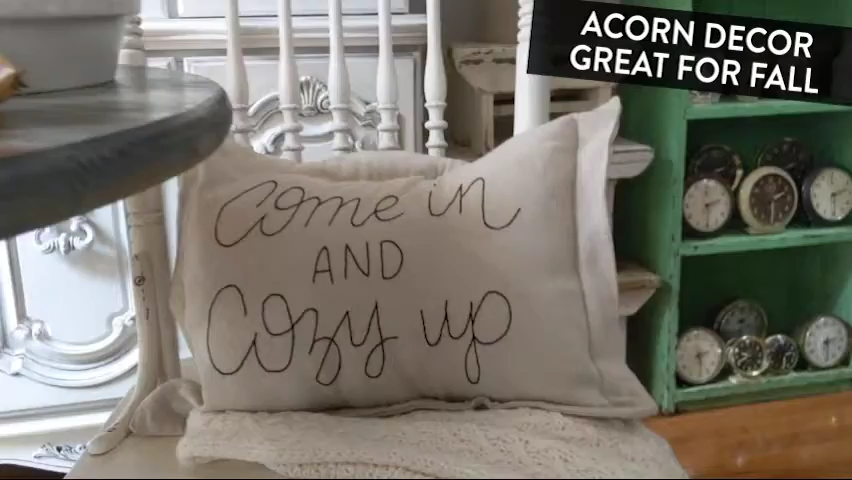 ACORN DECOR
GREAT FOR FALL
come in
AND
Cozy up